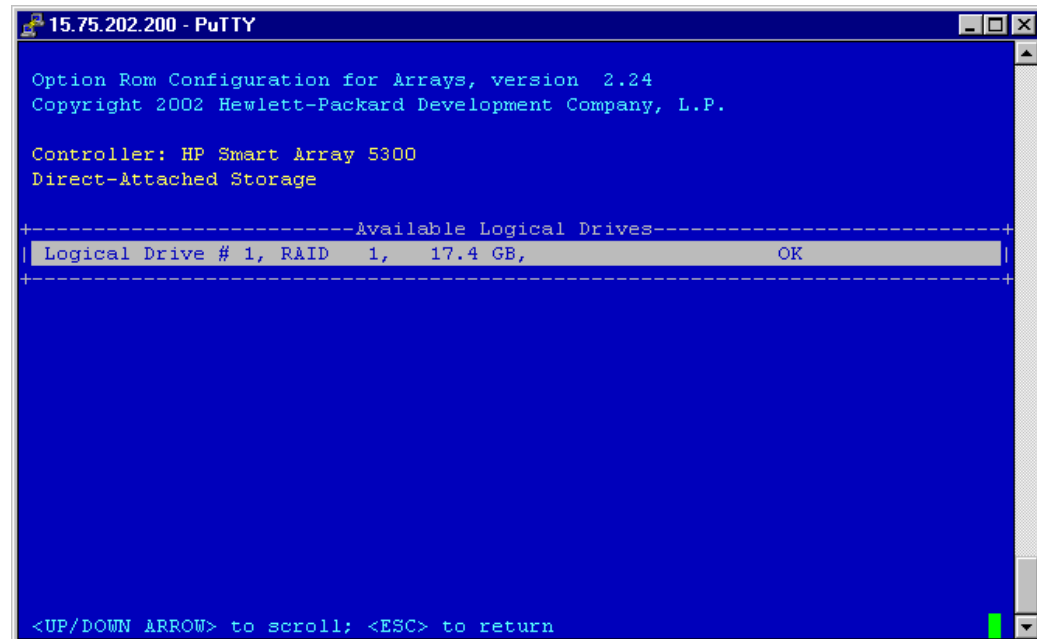 15.75.202.200 - PuTTY
Option Rom Configuration for Arrays, version  2.24
Copyright 2002 Hewlett-Packard Development Company, L.P.
Controller: HP Smart Array 5300
Direct-Attached Storage
Available Logical Drives
Logical Drive # 1, RAID   1,   17.4 GB,                    OK
<UP/DOWN ARROW> to scroll; <ESC> to return